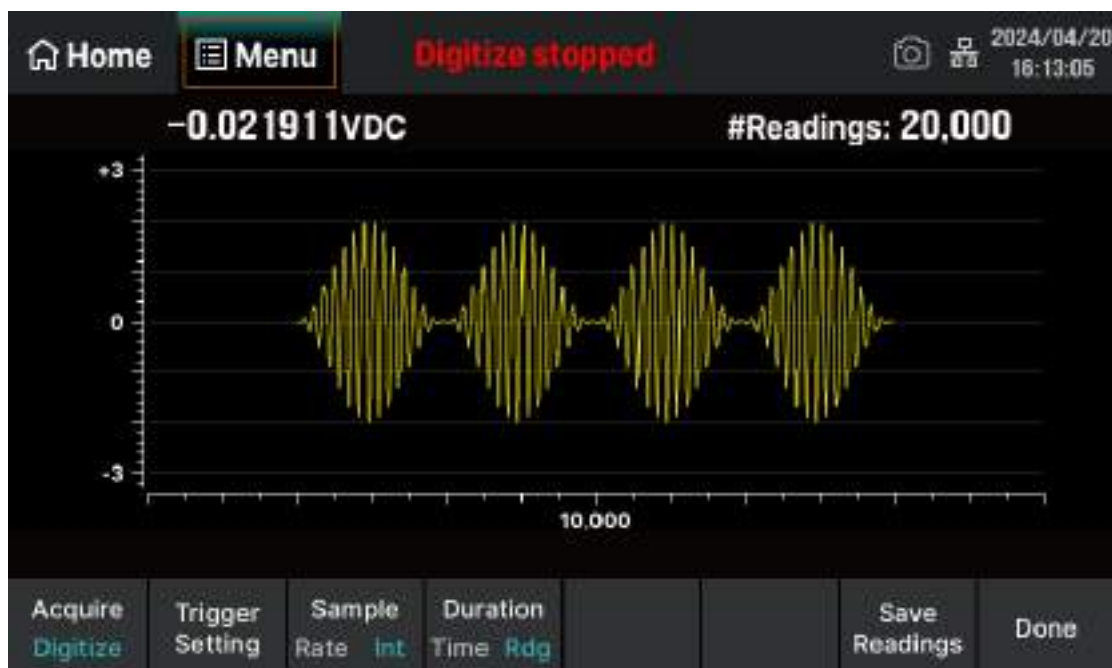 Home Menu Digitize stopped 2024/04/20
16:13:05
-0.021911VDC #Readings: 20,000
+3
0
-3
10,000
Acquire Trigger Sample Duration Save Done
Digitize Setting Rate Int Time Rdg Readings